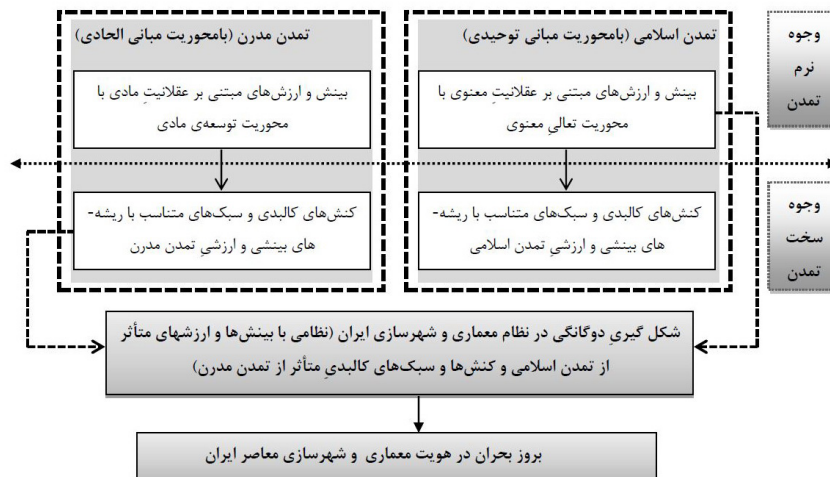 تمدن اسلامی (بامحوریت مبانی توحیدی)
تمدن مدرن (بامحوریت مبانی الحادی)
وجوه
نرم
تمدن
بینش و ارزش‌های مبتنی بر عقلانیتِ معنوی با
محوریت تعالیِ معنوی
بینش و ارزش‌های مبتنی بر عقلانیتِ مادی با
محوریت توسعه‌ی مادی
وجوه
سخت
تمدن
کنش‌های کالبدی و سبک‌های متناسب با ریشه-
های بینشی و ارزشیِ تمدن اسلامی
کنش‌های کالبدی و سبک‌های متناسب با ریشه-
های بینشی و ارزشیِ تمدن مدرن
شکل گیریِ دوگانگی در نظام معماری و شهرسازی ایران (نظامی با بینش‌ها و ارزشهای متأثر
از تمدن اسلامی و کنش‌ها و سبک‌های کالبدیِ متأثر از تمدن مدرن)
بروز بحران در هویت معماری و شهرسازی معاصر ایران